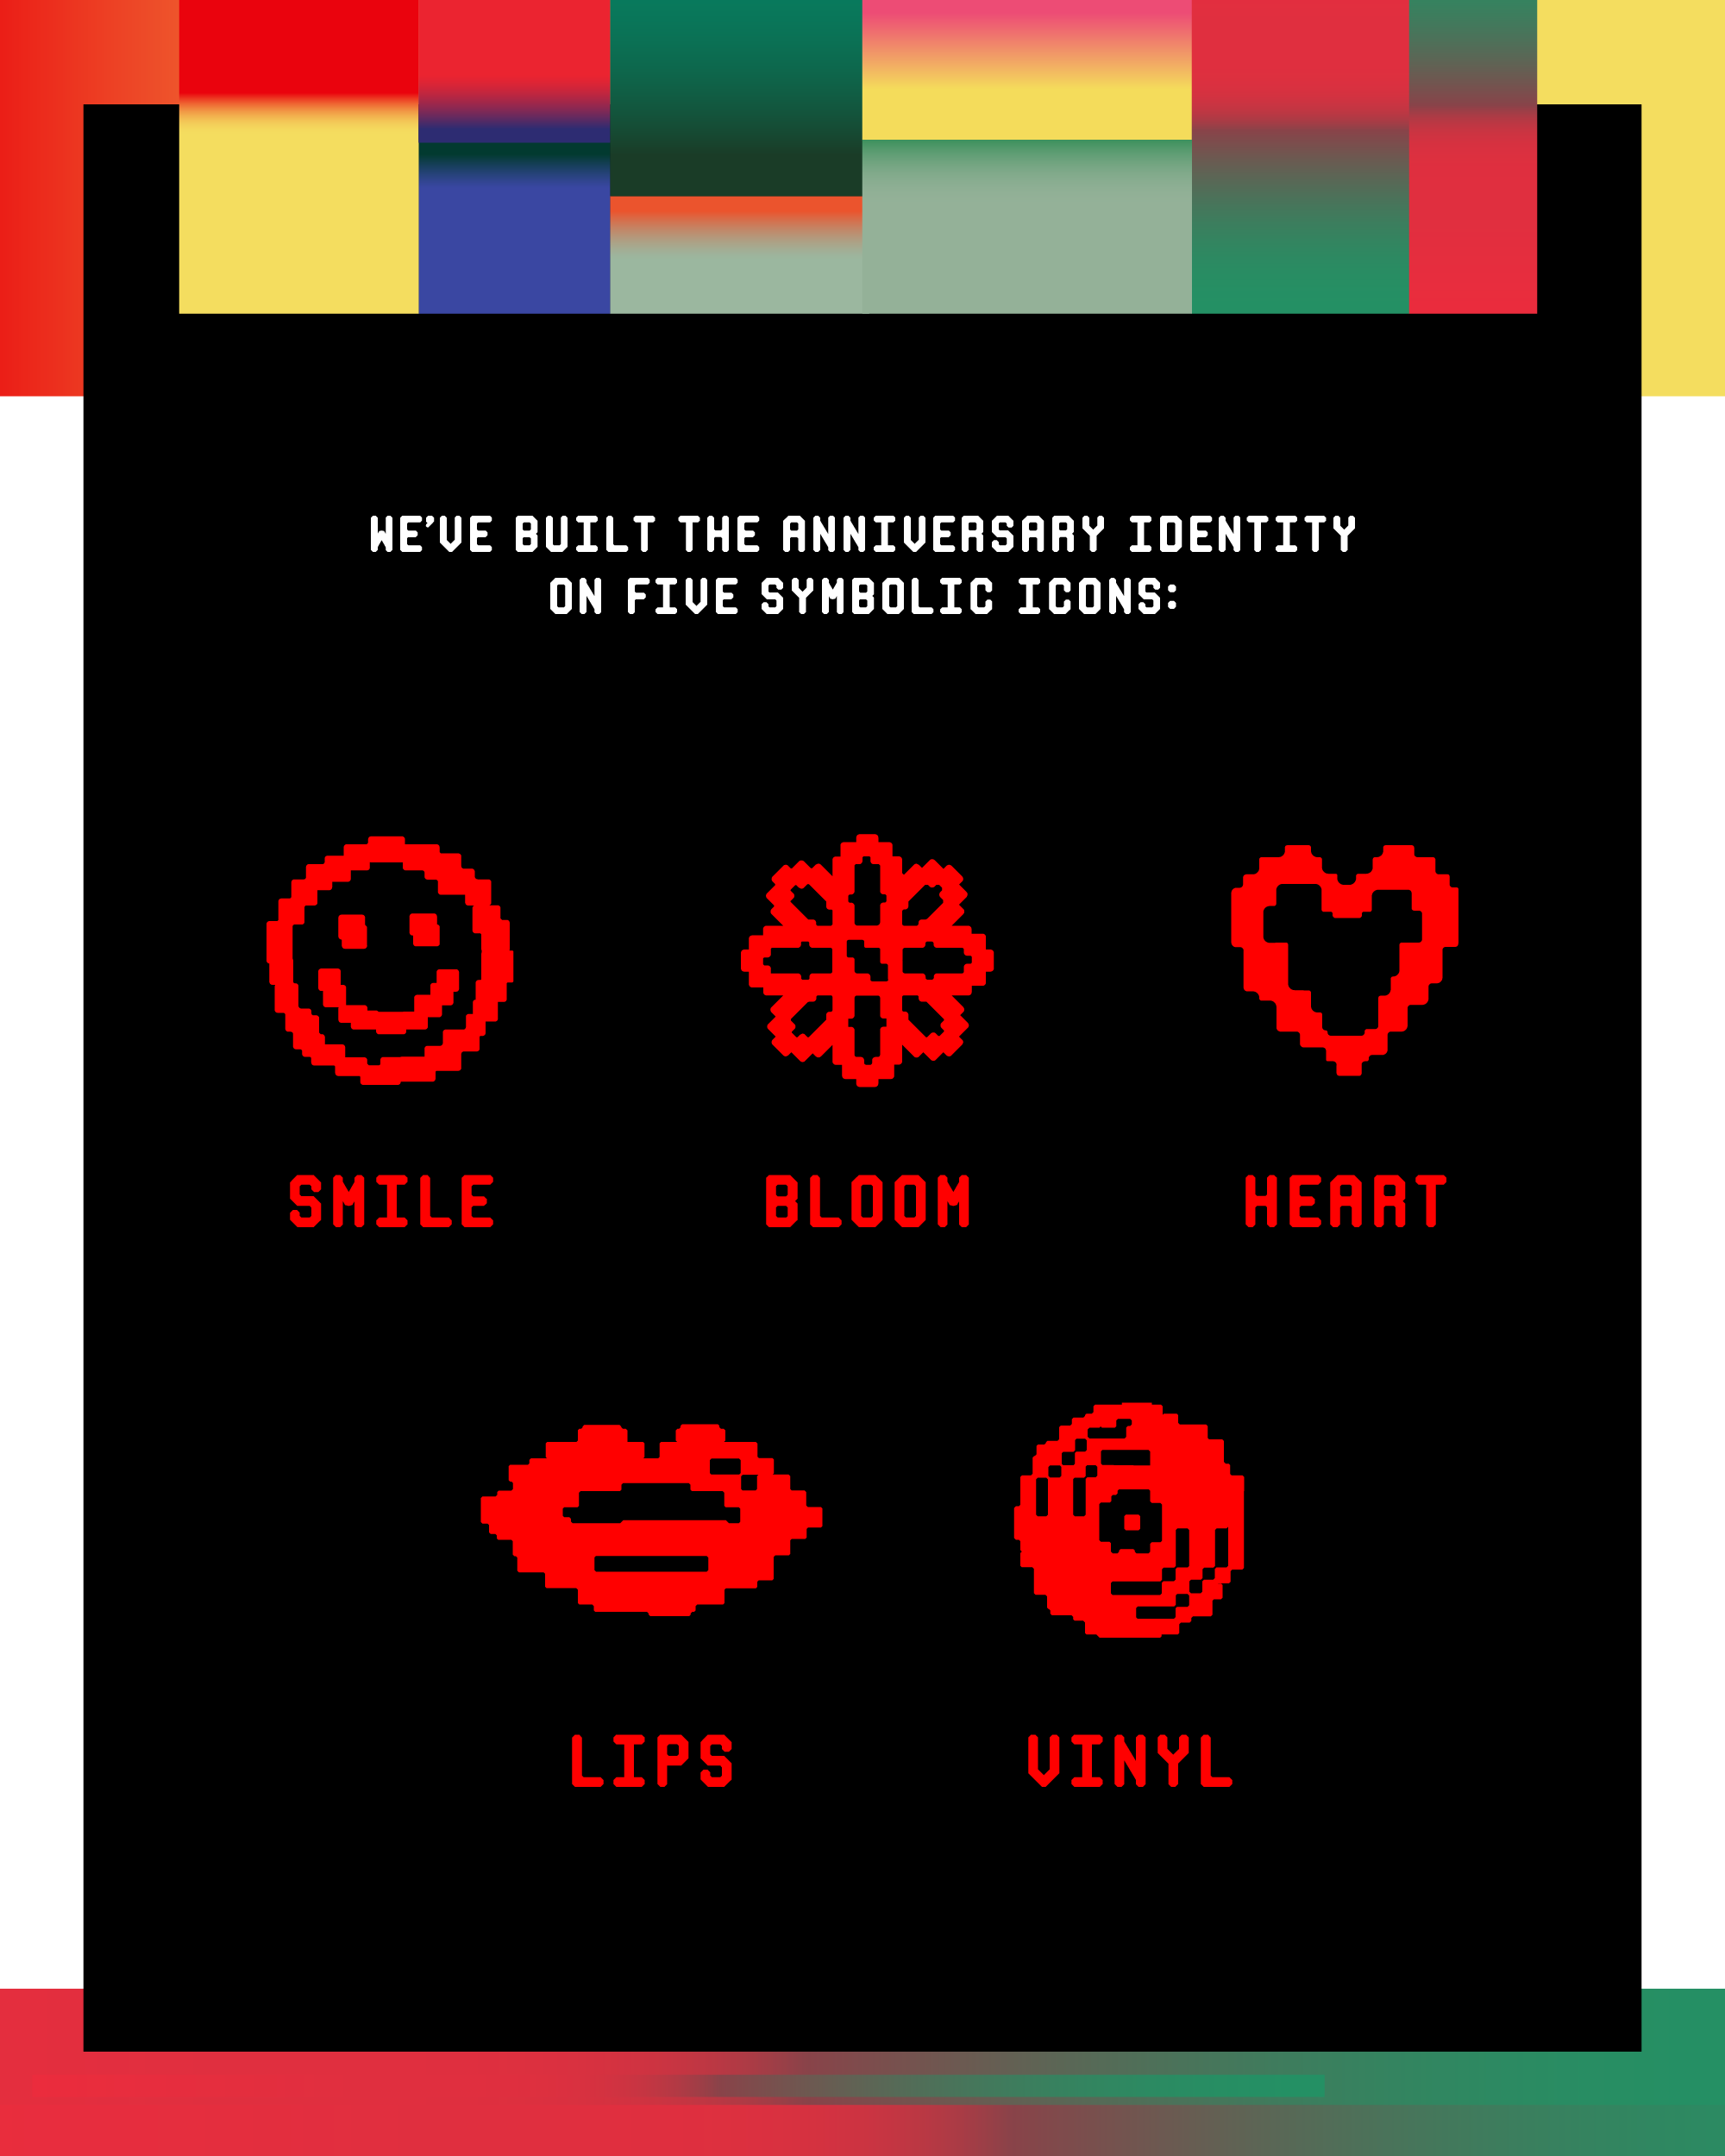 WE'VE BUILT THE ANNIVERSARY IDENTITY
ON FIVE SYMBOLIC ICONS:
SMILE
BLOOM
HEART
LIPS
VINYL